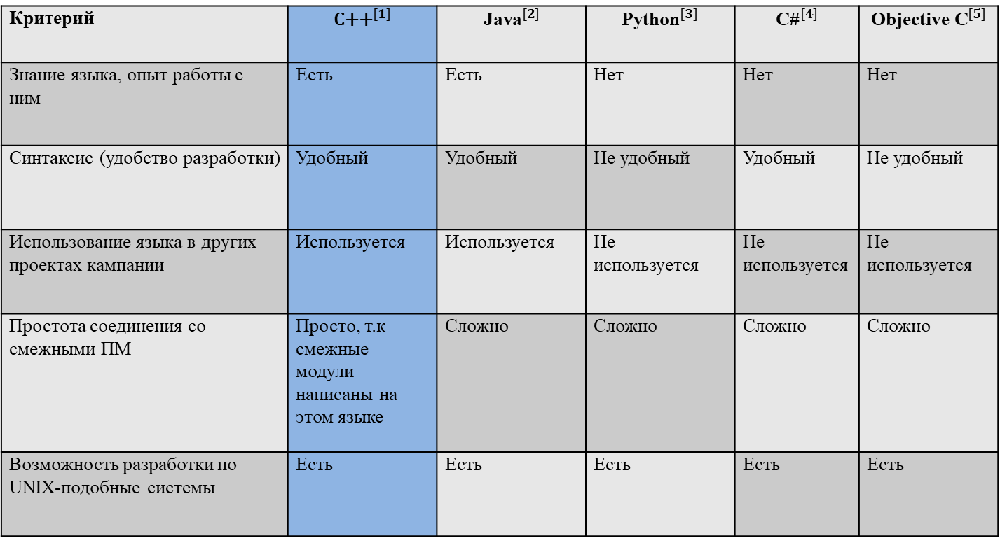 Критерий
C++[1]
Java[2]
Python[3]
C#[4]
Objective C[5]
Знание языка, опыт работы с
ним
Есть
Есть
Нет
Нет
Нет
Синтаксис (удобство разработки)
Удобный
Удобный
Не удобный
Удобный
Не удобный
Использование языка в других
проектах кампании
Используется
Используется
Не
используется
Не
используется
Не
используется
Простота соединения со
смежными ПМ
Просто, т.к
смежные
модули
написаны на
этом языке
Сложно
Сложно
Сложно
Сложно
Возможность разработки по
UNIX-подобные системы
Есть
Есть
Есть
Есть
Есть